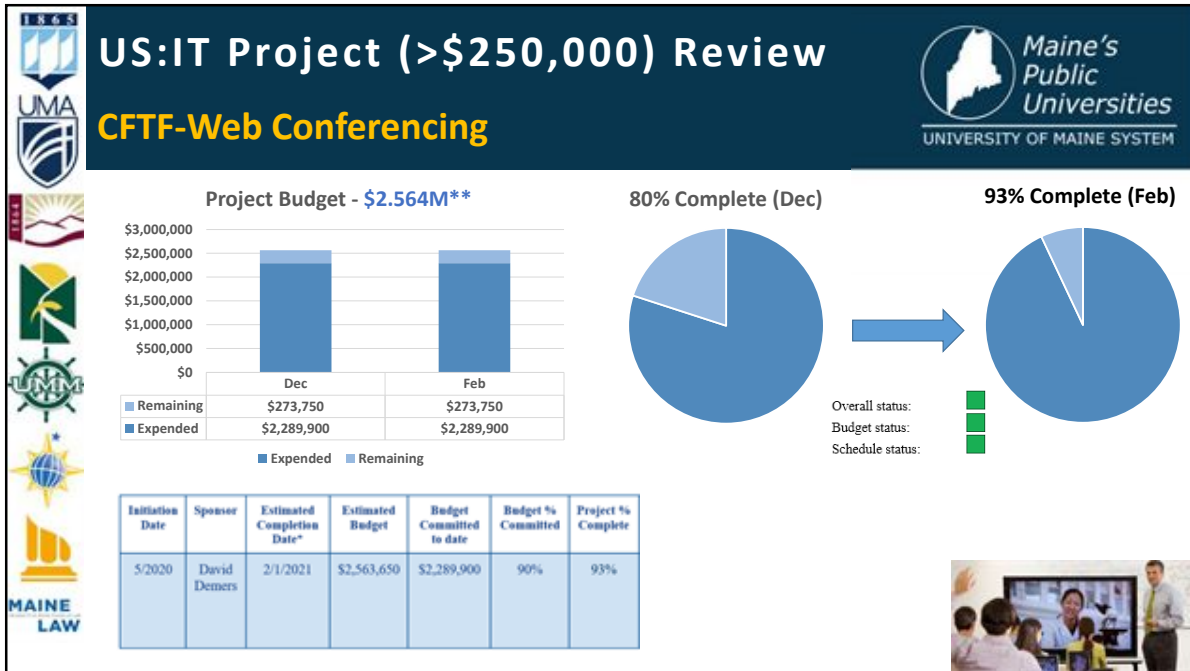 1865
US:IT Project (>$250,000) Review
CFTF-Web Conferencing
Maine's
Public
Universities
UNIVERSITY OF MAINE SYSTEM
UMA
1864
UMM
MAINE
LAW
Project Budget - $2.564M**
$3,000,000
$2,500,000
$2,000,000
$1,500,000
$1,000,000
$500,000
$0
Dec Feb
Remaining $273,750 $273,750
Expended $2,289,900 $2,289,900
Expended Remaining
80% Complete (Dec)
93% Complete (Feb)
Overall status:
Budget status:
Schedule status:
Initiation Date Sponsor Estimated Completion Date* Estimated Budget Budget Committed to date Budget % Committed Project % Complete
5/2020 David Demers 2/1/2021 $2,563,650 $2,289,900 90% 93%